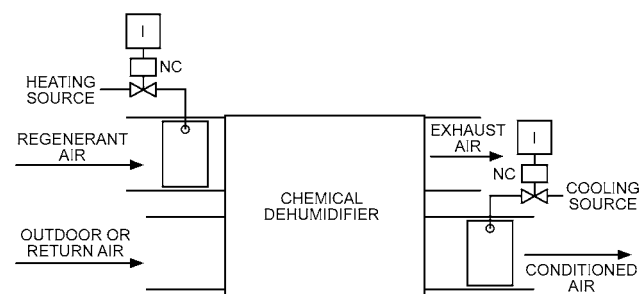 I
NC
HEATING
SOURCE
REGENERANT
AIR
EXHAUST
AIR
I
NC
COOLING
SOURCE
CHEMICAL
DEHUMIDIFIER
OUTDOOR OR
RETURN AIR
CONDITIONED
AIR